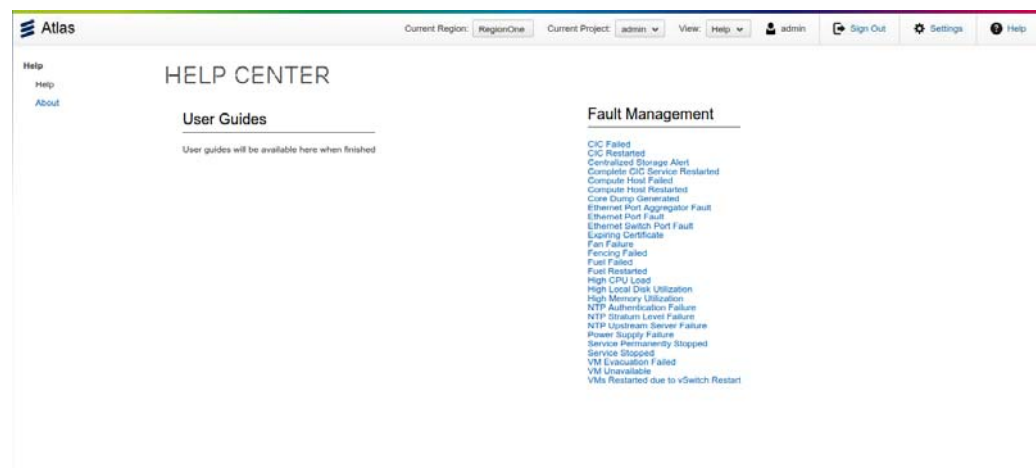 Atlas
Current Region: RegionOne Current Project: admin View: Help admin Sign Out Settings Help
Help
Help
About
HELP CENTER
User Guides
User guides will be available here when finished
Fault Management
CIC Failed
CIC Restarted
Centralized Storage Alert
Complete CIC Service Restarted
Compute Host Failed
Compute Host Restarted
Core Dump Generated
Ethernet Port Aggregator Fault
Ethernet Port Fault
Ethernet Switch Port Fault
Expiring Certificate
Fan Failure
Fencing Failed
Fuel Failed
Fuel Restarted
High CPU Load
High Local Disk Utilization
High Memory Utilization
NTP Authentication Failure
NTP Stratum Level Failure
NTP Upstream Server Failure
Power Supply Failure
Service Permanently Stopped
Service Stopped
VM Evacuation Failed
VM Unavailable
VMs Restarted due to vSwitch Restart